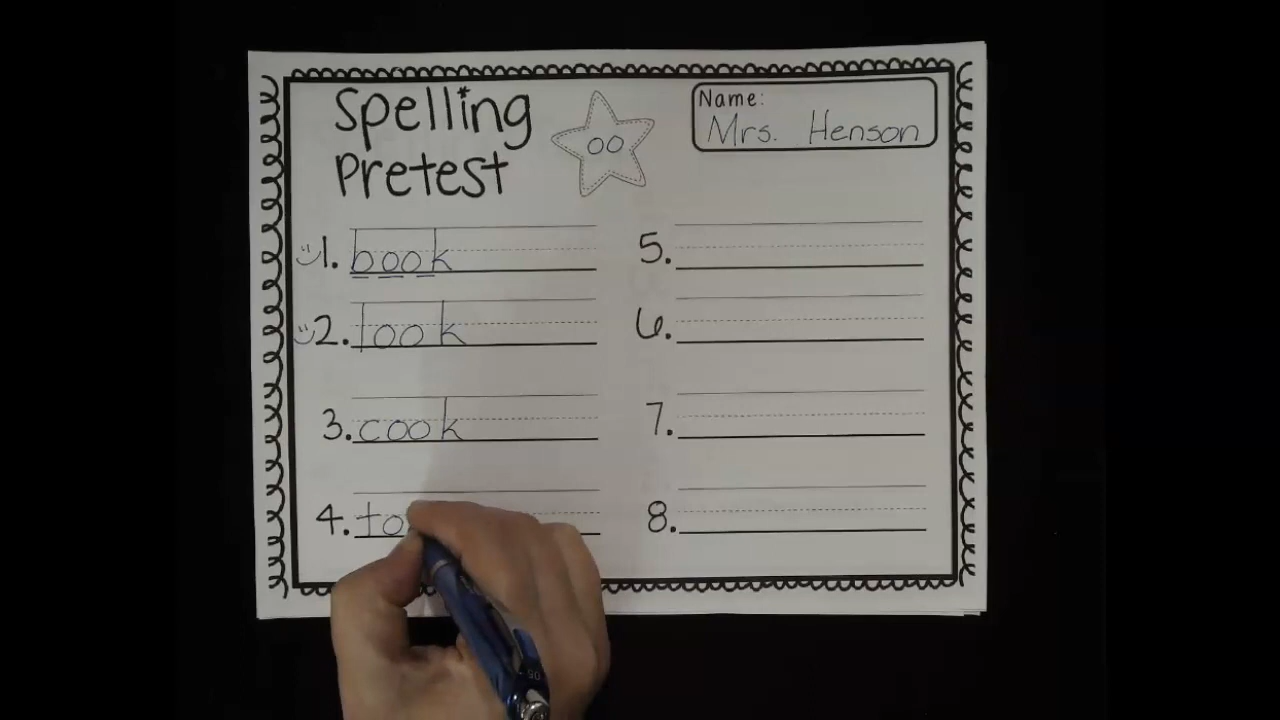 Spelling
Pretest
oo
Name:
Mrs. Henson
1. book
2. look
3. cook
4.
5.
6.
7.
8.